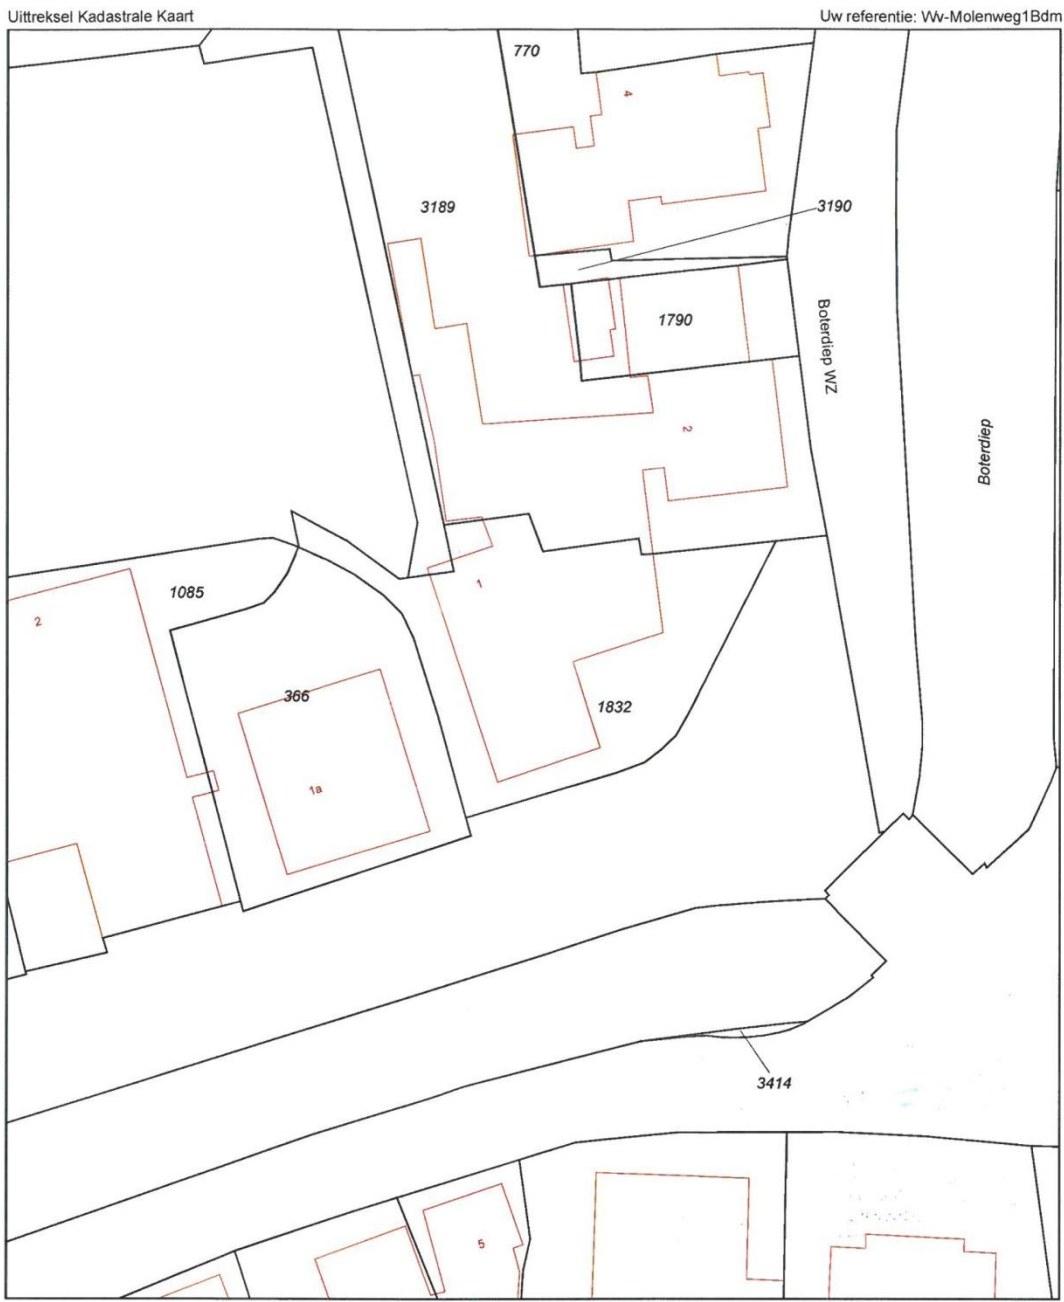 Uittreksel Kadastrale Kaart
Uw referentie: Wv-Molenweg1Bdm
770
4
3189
3190
1790
Boterdiep WZ
2
Boterdiep
1
1085
2
366
1832
1a
3414
5